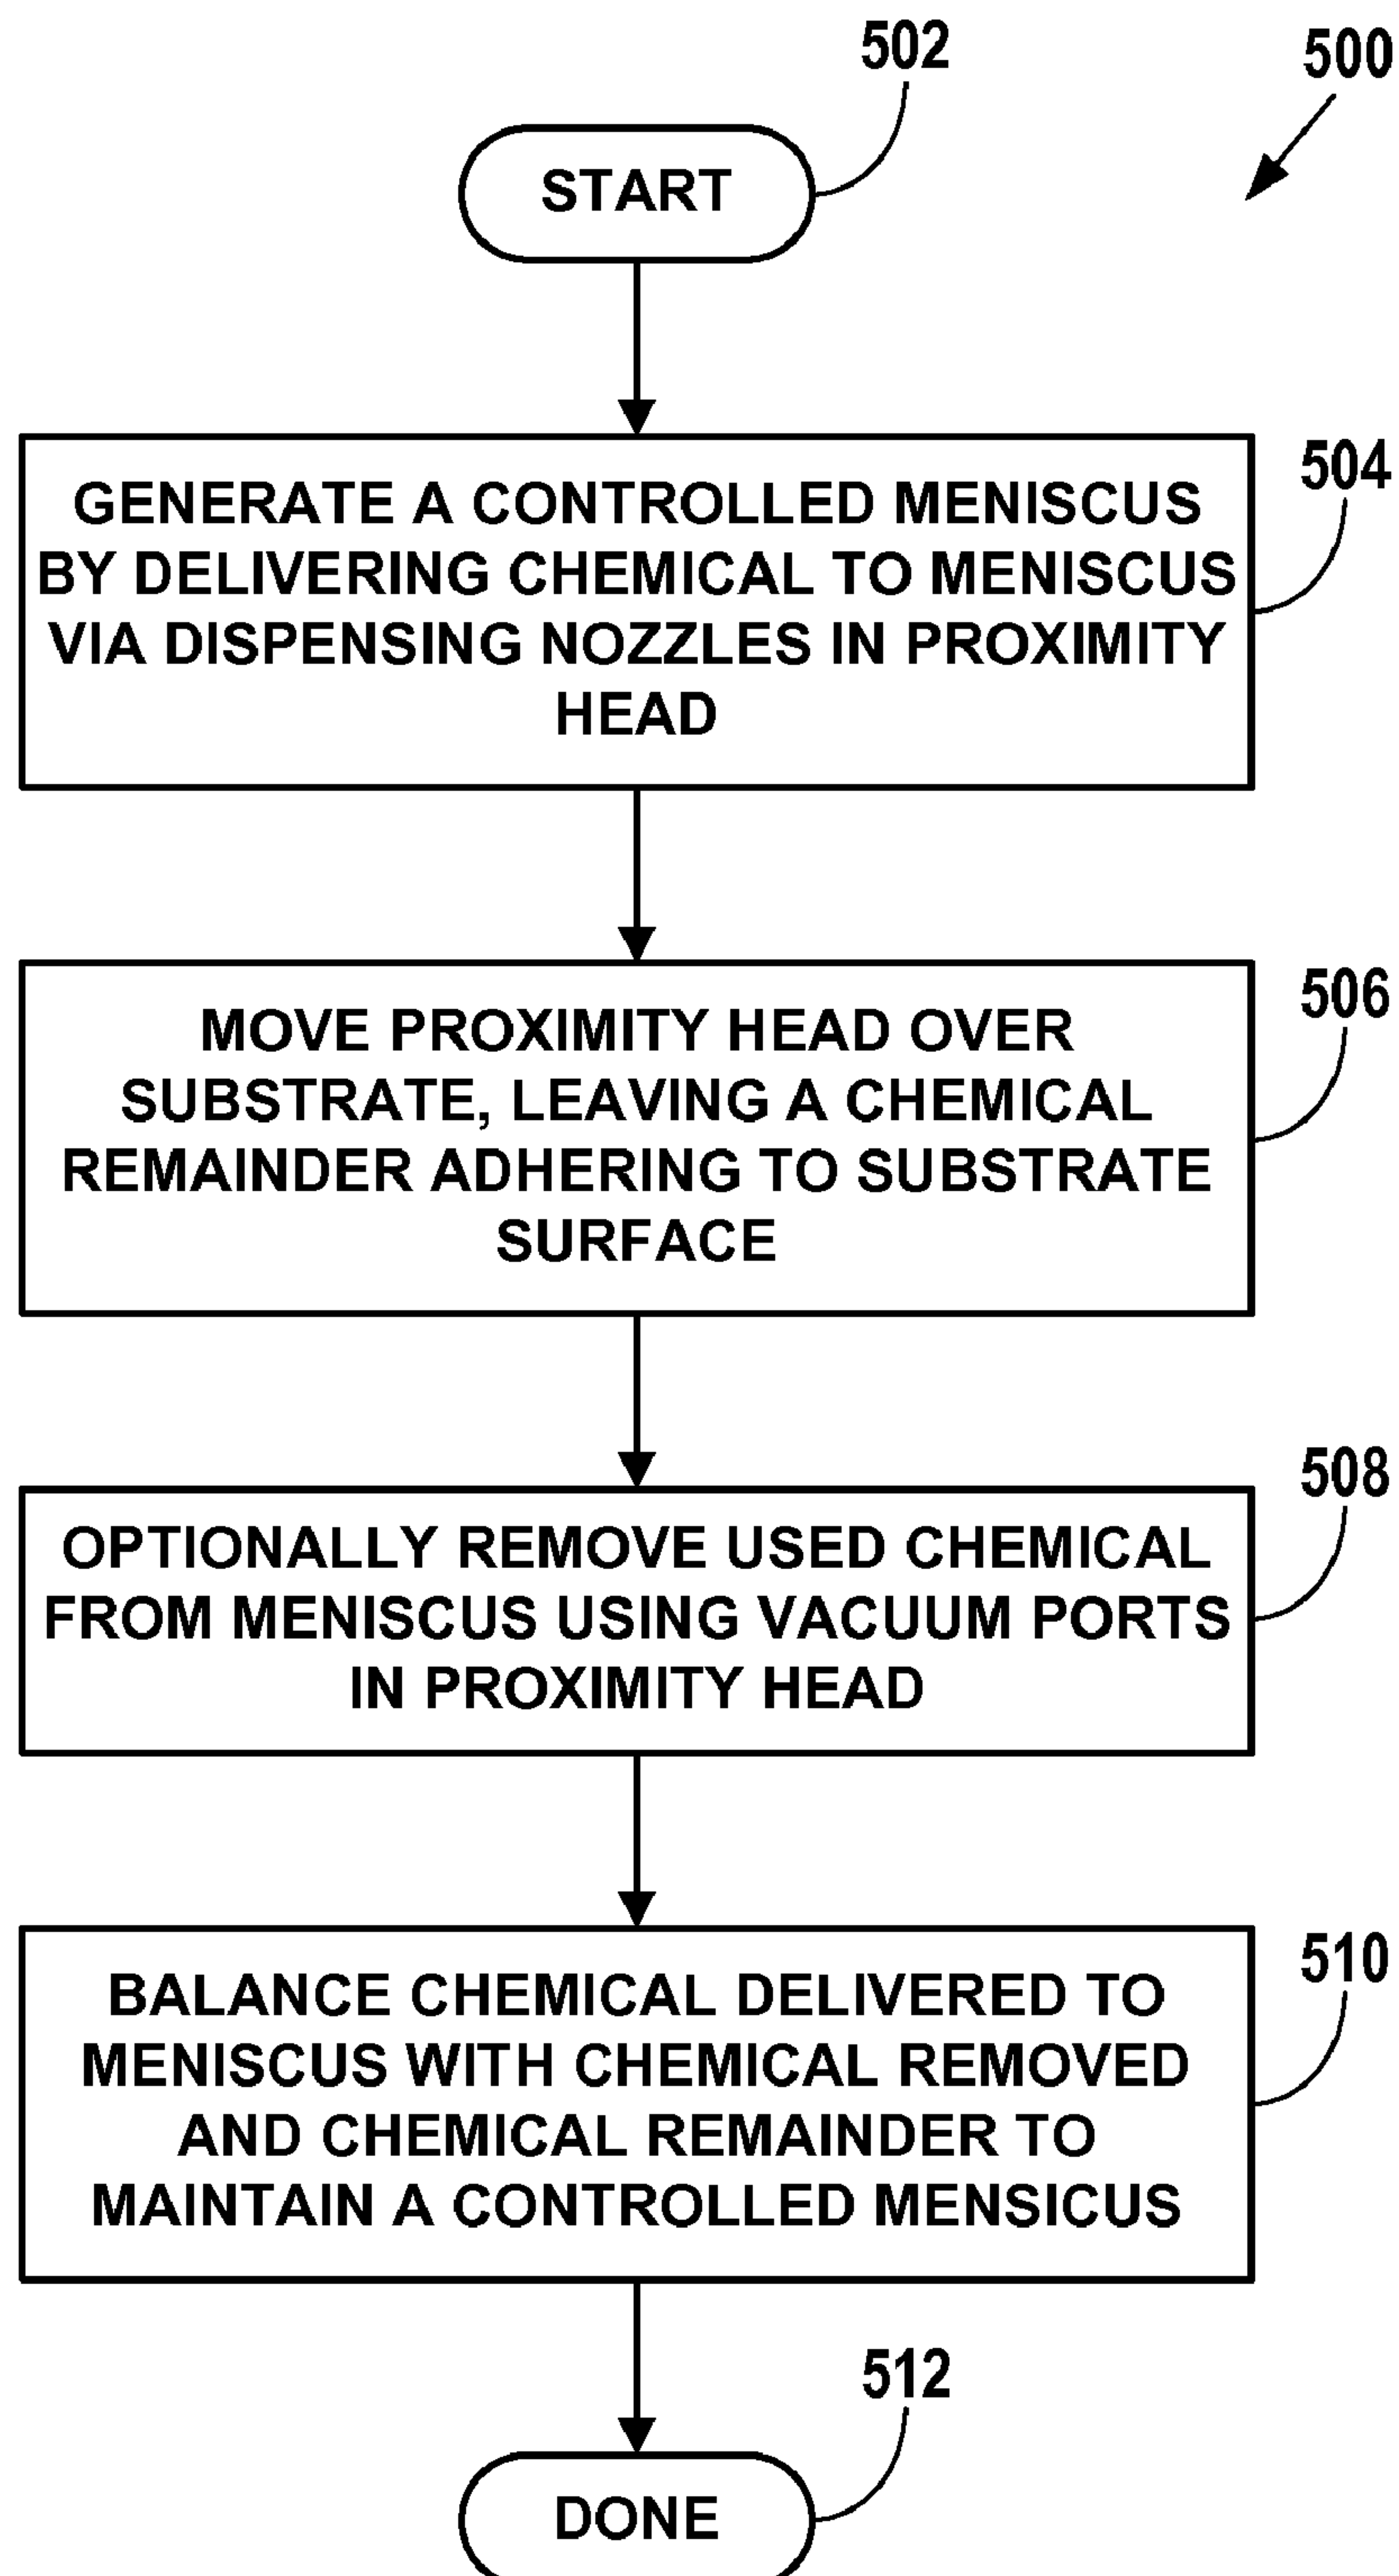 502
500
START
504
GENERATE A CONTROLLED MENISCUS
BY DELIVERING CHEMICAL TO MENISCUS
VIA DISPENSING NOZZLES IN PROXIMITY
HEAD
506
MOVE PROXIMITY HEAD OVER
SUBSTRATE, LEAVING A CHEMICAL
REMAINDER ADHERING TO SUBSTRATE
SURFACE
508
OPTIONALLY REMOVE USED CHEMICAL
FROM MENISCUS USING VACUUM PORTS
IN PROXIMITY HEAD
510
BALANCE CHEMICAL DELIVERED TO
MENISCUS WITH CHEMICAL REMOVED
AND CHEMICAL REMAINDER TO
MAINTAIN A CONTROLLED MENSICUS
512
DONE